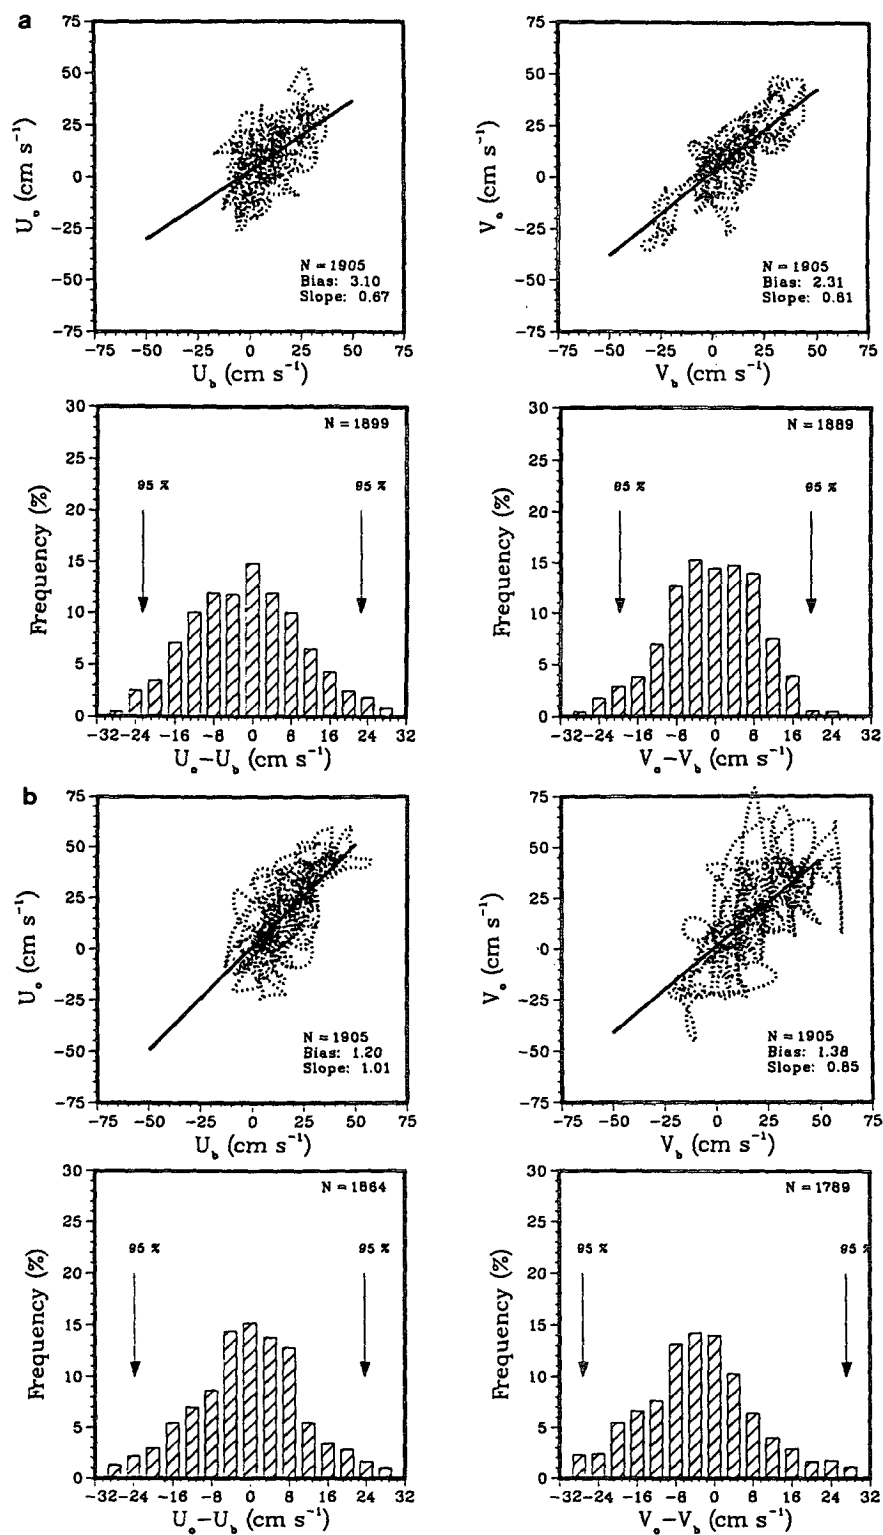 a
75
50
25
0
−25
−50
−75
U₀ (cm s⁻¹)
N = 1905
Bias: 3.10
Slope: 0.67
−75 −50 −25 0 25 50 75
U_b (cm s⁻¹)
75
50
25
0
−25
−50
−75
V₀ (cm s⁻¹)
N = 1905
Bias: 2.31
Slope: 0.81
−75 −50 −25 0 25 50 75
V_b (cm s⁻¹)
30
25
20
15
10
5
0
Frequency (%)
N = 1899
95 % 95 %
−32 −24 −16 −8 0 8 16 24 32
U₀−U_b (cm s⁻¹)
30
25
20
15
10
5
0
Frequency (%)
N = 1889
95 % 95 %
−32 −24 −16 −8 0 8 16 24 32
V₀−V_b (cm s⁻¹)
b
75
50
25
0
−25
−50
−75
U₀ (cm s⁻¹)
N = 1905
Bias: 1.20
Slope: 1.01
−75 −50 −25 0 25 50 75
U_b (cm s⁻¹)
75
50
25
0
−25
−50
−75
V₀ (cm s⁻¹)
N = 1905
Bias: 1.38
Slope: 0.85
−75 −50 −25 0 25 50 75
V_b (cm s⁻¹)
30
25
20
15
10
5
0
Frequency (%)
N = 1864
95 % 95 %
−32 −24 −16 −8 0 8 16 24 32
U₀−U_b (cm s⁻¹)
30
25
20
15
10
5
0
Frequency (%)
N = 1789
95 % 95 %
−32 −24 −16 −8 0 8 16 24 32
V₀−V_b (cm s⁻¹)